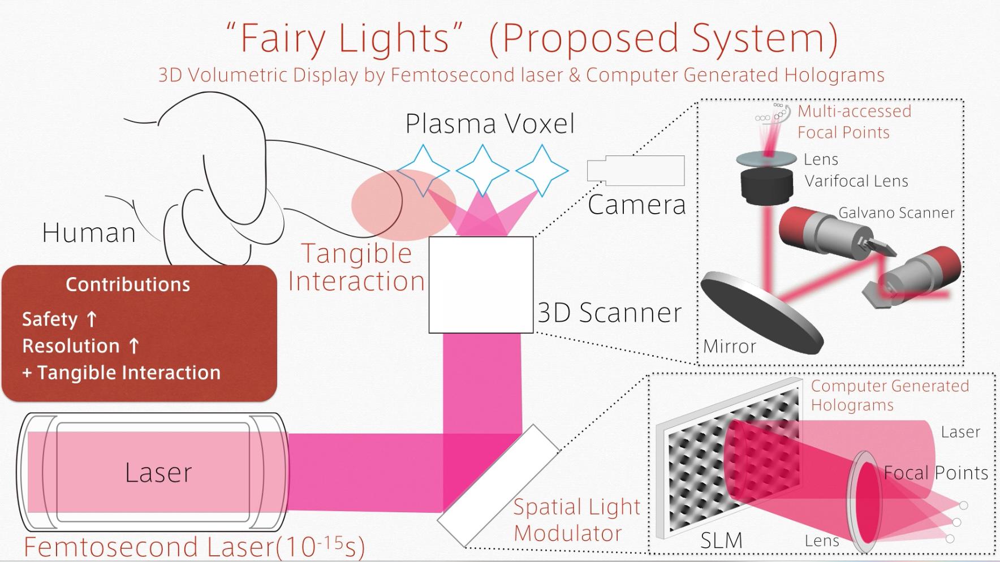 “Fairy Lights” (Proposed System)
3D Volumetric Display by Femtosecond laser & Computer Generated Holograms
Plasma Voxel
Camera
Human
Tangible
Interaction
3D Scanner
Contributions
Safety ↑
Resolution ↑
+ Tangible Interaction
Laser
Femtosecond Laser(10⁻¹⁵s)
Spatial Light
Modulator
Multi-accessed
Focal Points
Lens
Varifocal Lens
Galvano Scanner
Mirror
Computer Generated
Holograms
Laser
Focal Points
Lens
SLM